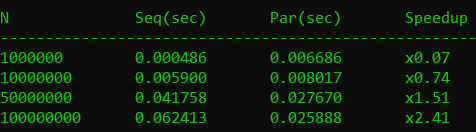 N Seq(sec) Par(sec) Speedup
-----------------------------------------------------
1000000 0.000486 0.006686 x0.07
10000000 0.005900 0.008017 x0.74
50000000 0.041758 0.027670 x1.51
100000000 0.062413 0.025888 x2.41